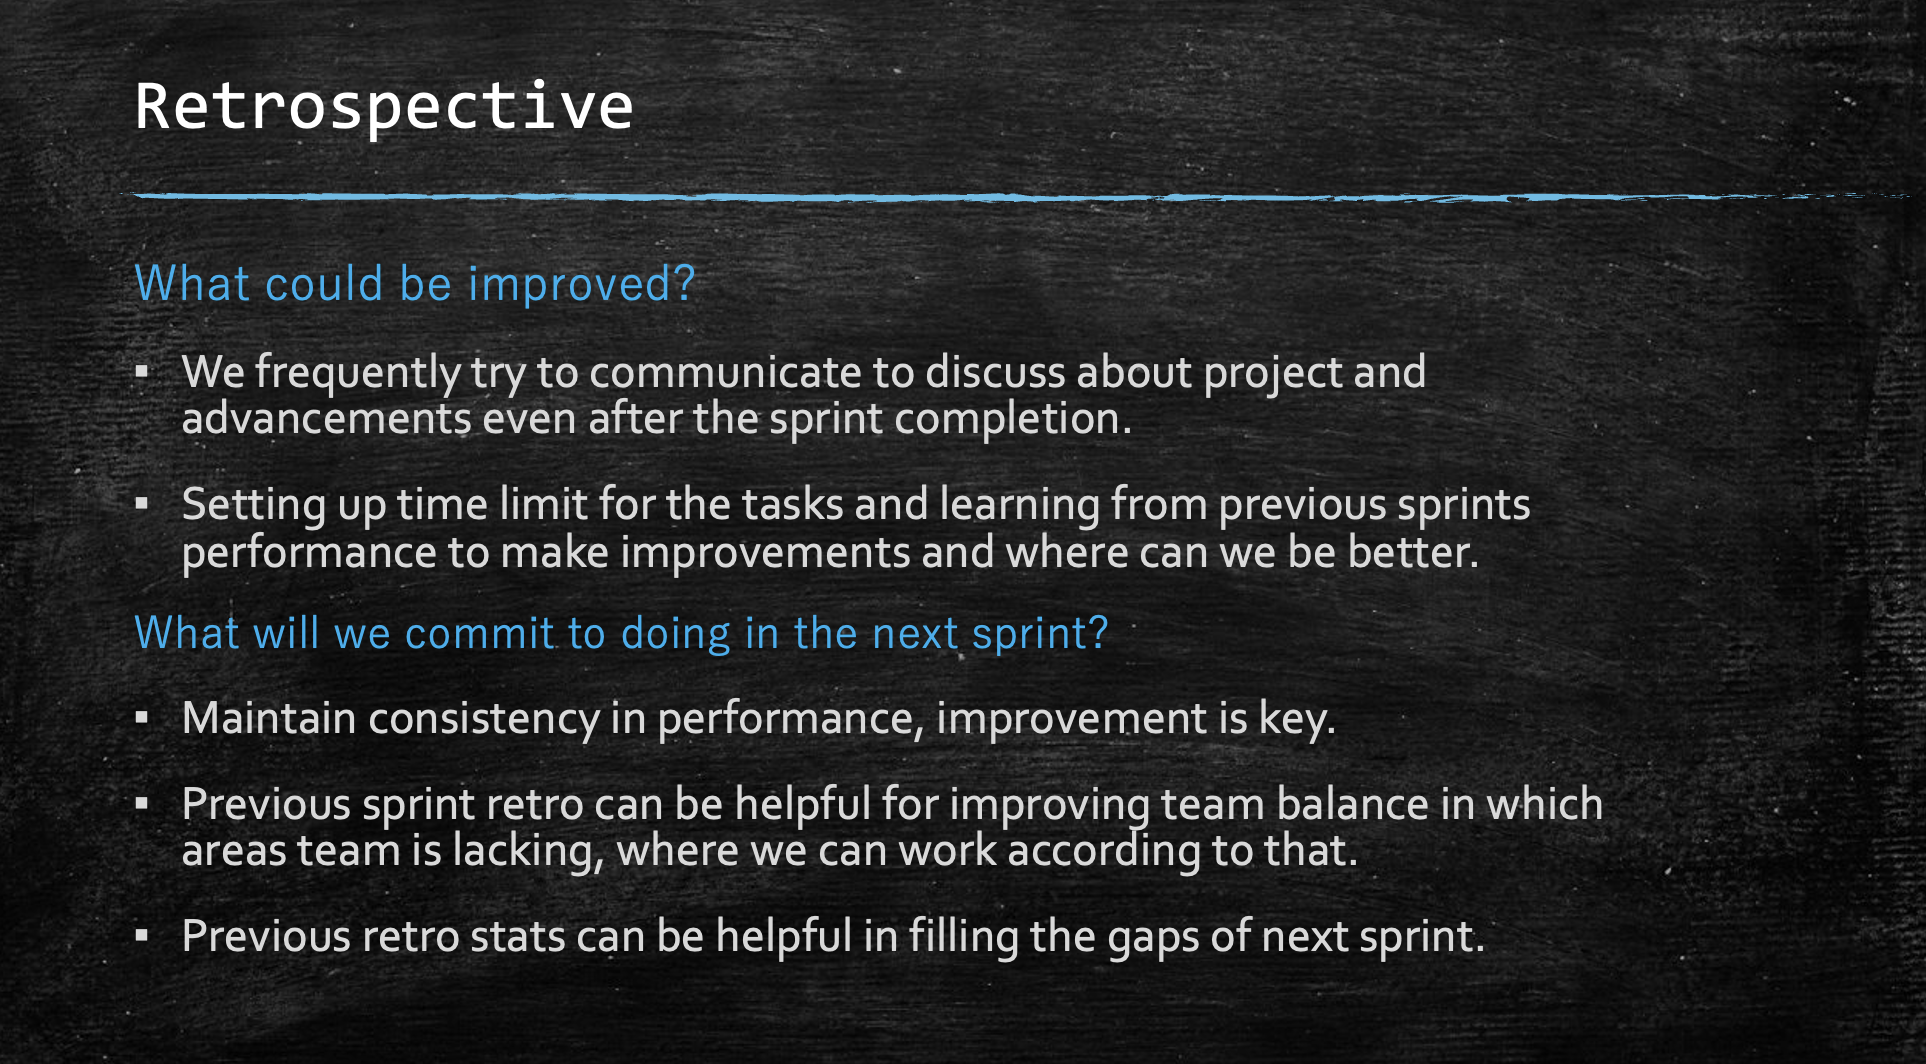 Retrospective
What could be improved?
▪ We frequently try to communicate to discuss about project and
advancements even after the sprint completion.
▪ Setting up time limit for the tasks and learning from previous sprints
performance to make improvements and where can we be better.
What will we commit to doing in the next sprint?
▪ Maintain consistency in performance, improvement is key.
▪ Previous sprint retro can be helpful for improving team balance in which
areas team is lacking, where we can work according to that.
▪ Previous retro stats can be helpful in filling the gaps of next sprint.